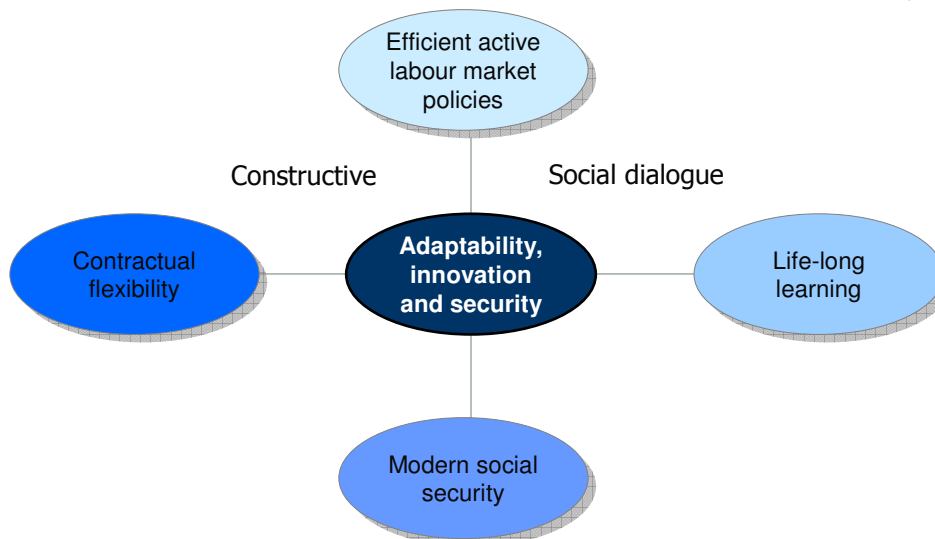 Efficient active
labour market
policies
Constructive
Social dialogue
Contractual
flexibility
Adaptability,
innovation
and security
Life-long
learning
Modern social
security